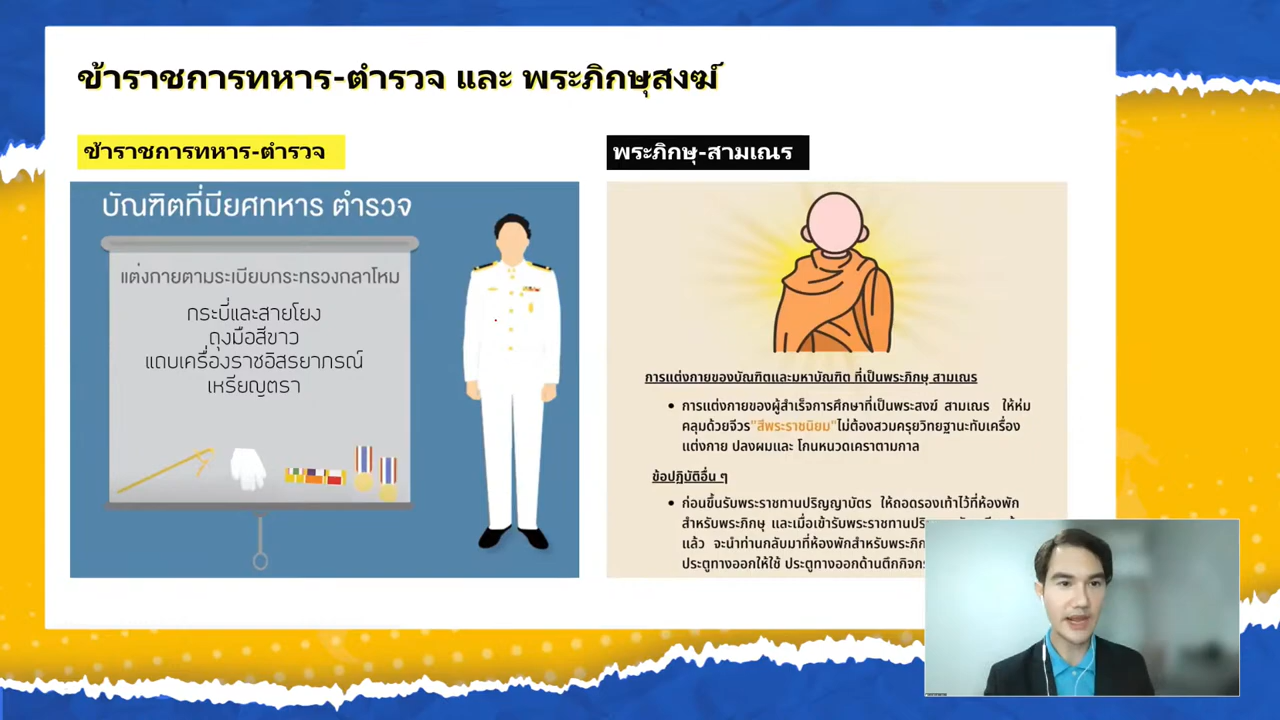 ข้าราชการทหาร-ตำรวจ และ พระภิกษุสงฆ์
ข้าราชการทหาร-ตำรวจ
บัณฑิตที่มียศทหาร ตำรวจ
แต่งกายตามระเบียบกระทรวงกลาโหม
กระบี่และสายโยง
ถุงมือสีขาว
แถบเครื่องราชอิสรยาภรณ์
เหรียญตรา
พระภิกษุ-สามเณร
การแต่งกายของบัณฑิตและมหาบัณฑิต ที่เป็นพระภิกษุ สามเณร
• การแต่งกายของผู้สำเร็จการศึกษาที่เป็นพระสงฆ์ สามเณร ให้ห่ม
คลุมด้วยจีวร"สีพระราชนิยม"ไม่ต้องสวมครุยวิทยฐานะทับเครื่อง
แต่งกาย ปลงผมและ โกนหนวดเคราตามกาล
ข้อปฏิบัติอื่น ๆ
• ก่อนขึ้นรับพระราชทานปริญญาบัตร ให้ถอดรองเท้าไว้ที่ห้องพัก
สำหรับพระภิกษุ และเมื่อเข้ารับพระราชทาน
แล้ว จะนำท่านกลับมาที่ห้องพักสำหรับ
ประตูทางออกให้ใช้ ประตูทางออกด้าน